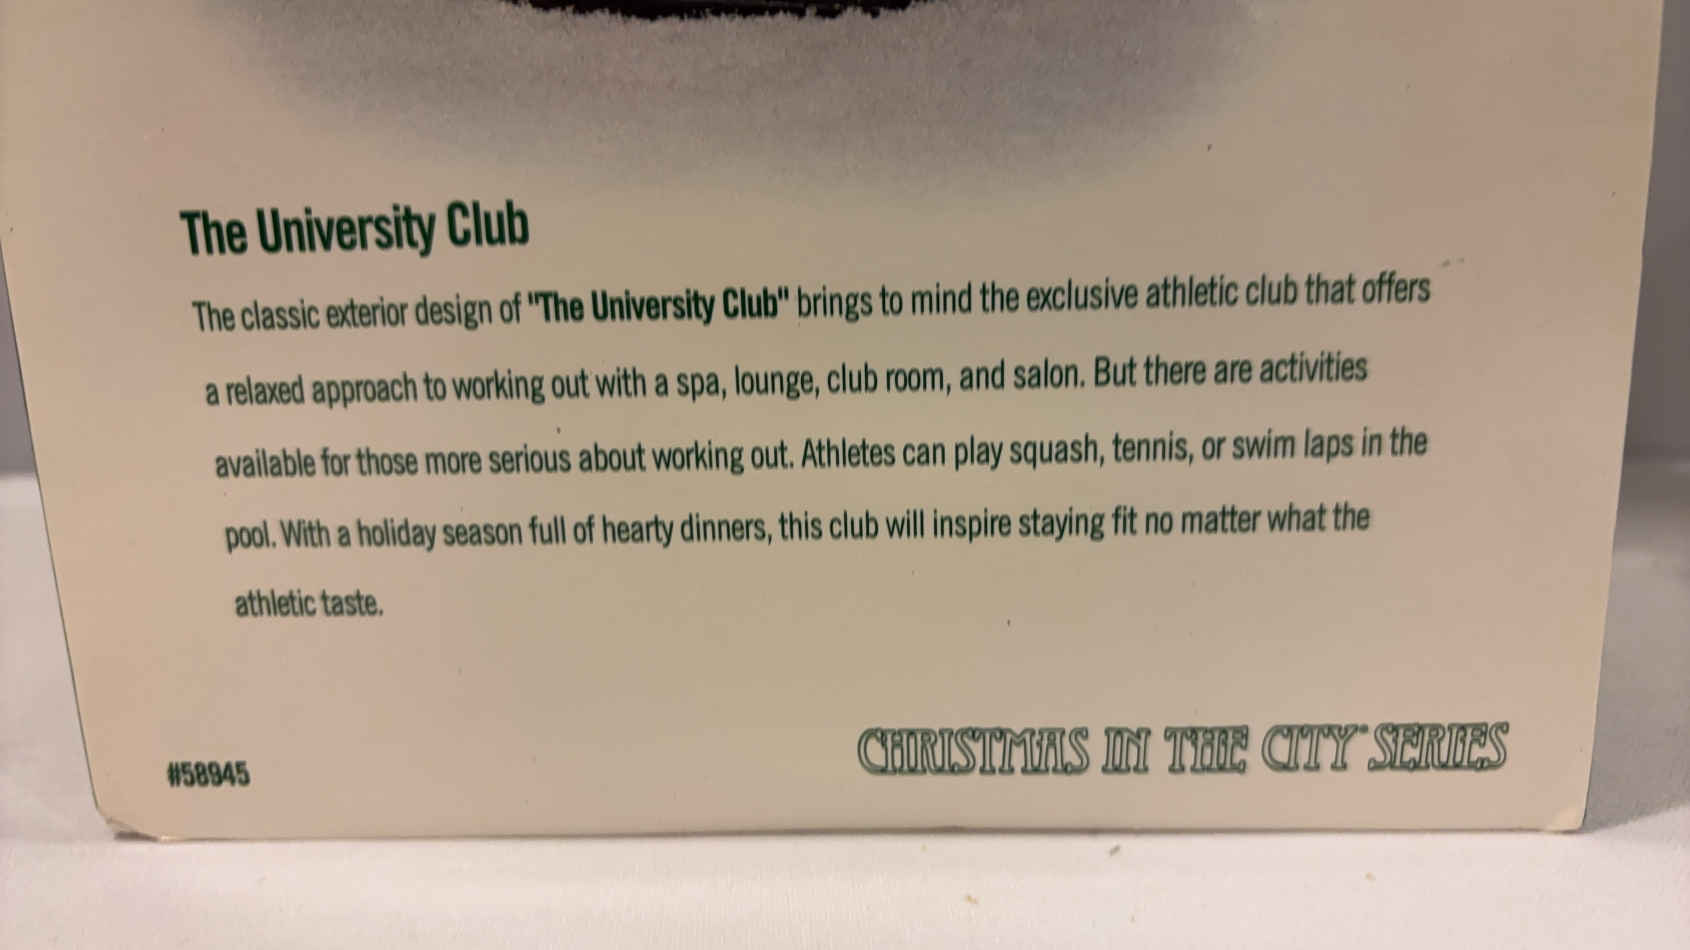 The University Club
The classic exterior design of "The University Club" brings to mind the exclusive athletic club that offers
a relaxed approach to working out with a spa, lounge, club room, and salon. But there are activities
available for those more serious about working out. Athletes can play squash, tennis, or swim laps in the
pool. With a holiday season full of hearty dinners, this club will inspire staying fit no matter what the
athletic taste.
#58945
CHRISTMAS IN THE CITY SERIES